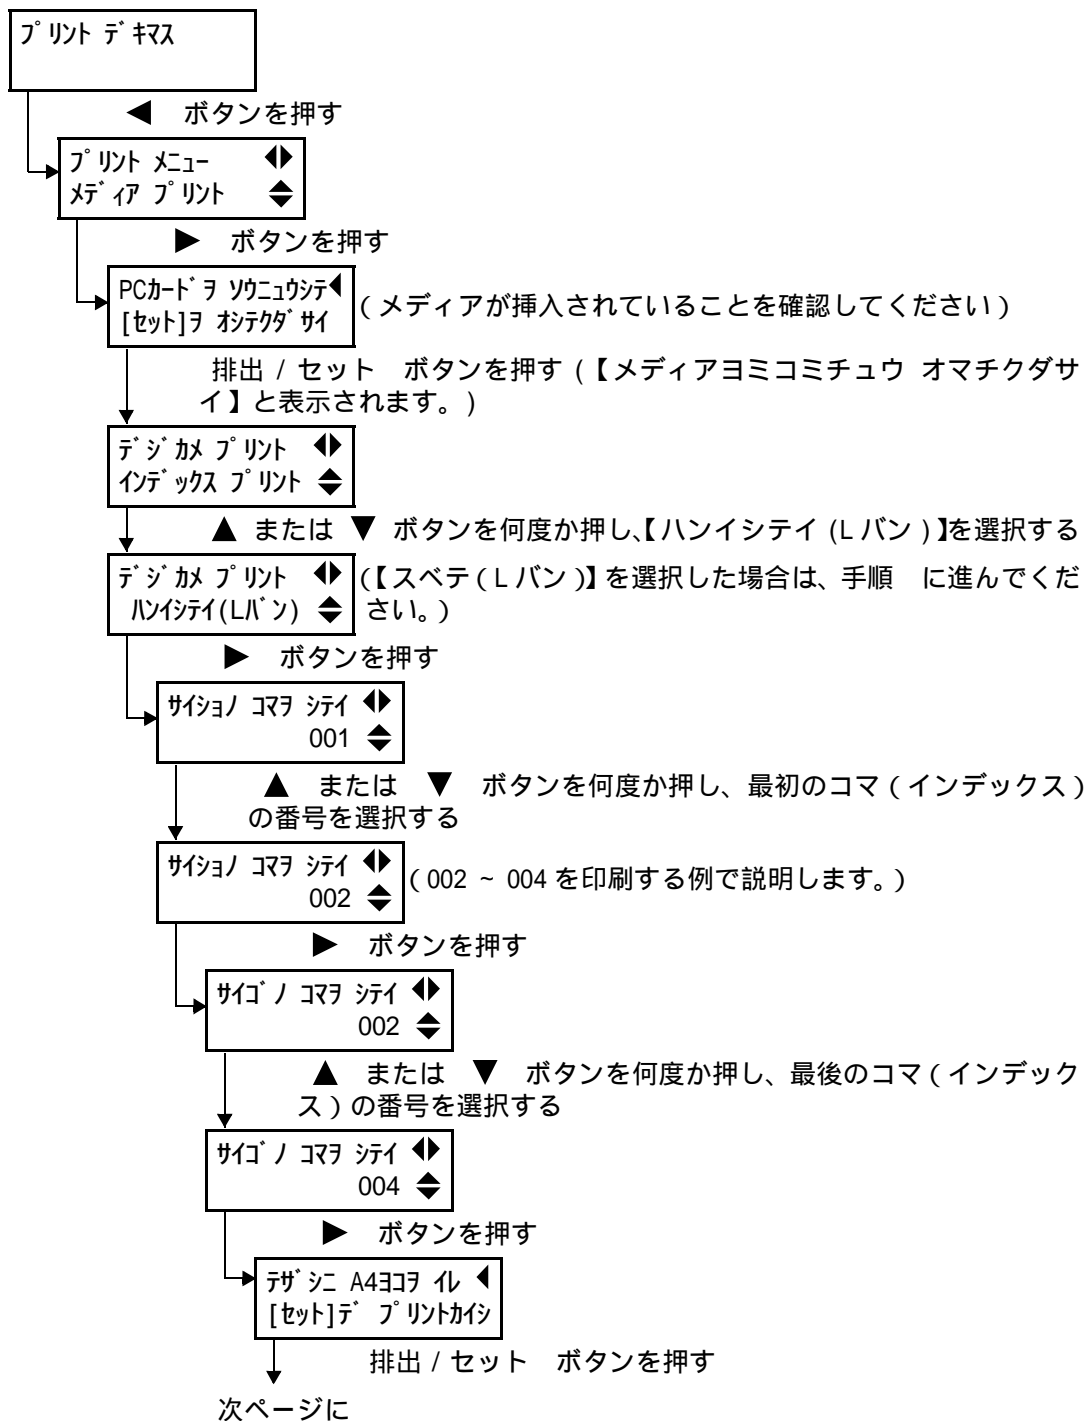 ﾌﾟﾘﾝﾄ ﾃﾞｷﾏｽ
◀ ボタンを押す
ﾌﾟﾘﾝﾄ ﾒﾆｭｰ
ﾒﾃﾞｨｱ ﾌﾟﾘﾝﾄ
▶ ボタンを押す
PCｶｰﾄﾞｦ ｿｳﾆｭｳｼﾃ◀
[ｾｯﾄ]ｦ ｵｼﾃｸﾀﾞｻｲ
（メディアが挿入されていることを確認してください）
排出 / セット ボタンを押す (【メディアヨミコミチュウ オマチクダサ
イ】と表示されます。)
ﾃﾞｼﾞｶﾒ ﾌﾟﾘﾝﾄ
ｲﾝﾃﾞｯｸｽ ﾌﾟﾘﾝﾄ
▲ または ▼ ボタンを何度か押し､【ハンイシテイ (L バン )】を選択する
ﾃﾞｼﾞｶﾒ ﾌﾟﾘﾝﾄ
ﾊﾝｲｼﾃｲ(Lﾊﾞﾝ)
(【スベテ（ L バン )】を選択した場合は、手順 に進んでくだ
さい。）
▶ ボタンを押す
ｻｲｼｮﾉ ｺﾏｦ ｼﾃｲ
001
▲ または ▼ ボタンを何度か押し、最初のコマ（インデックス）
の番号を選択する
ｻｲｼｮﾉ ｺﾏｦ ｼﾃｲ
002
（ 002 ~ 004 を印刷する例で説明します。）
▶ ボタンを押す
ｻｲｺﾞﾉ ｺﾏｦ ｼﾃｲ
002
▲ または ▼ ボタンを何度か押し、最後のコマ（インデック
ス）の番号を選択する
ｻｲｺﾞﾉ ｺﾏｦ ｼﾃｲ
004
▶ ボタンを押す
ﾃｻﾞｼﾆ A4ﾖｺｦ ｲﾚ ◀
[ｾｯﾄ]ﾃﾞ ﾌﾟﾘﾝﾄｶｲｼ
排出 / セット ボタンを押す
次ページに